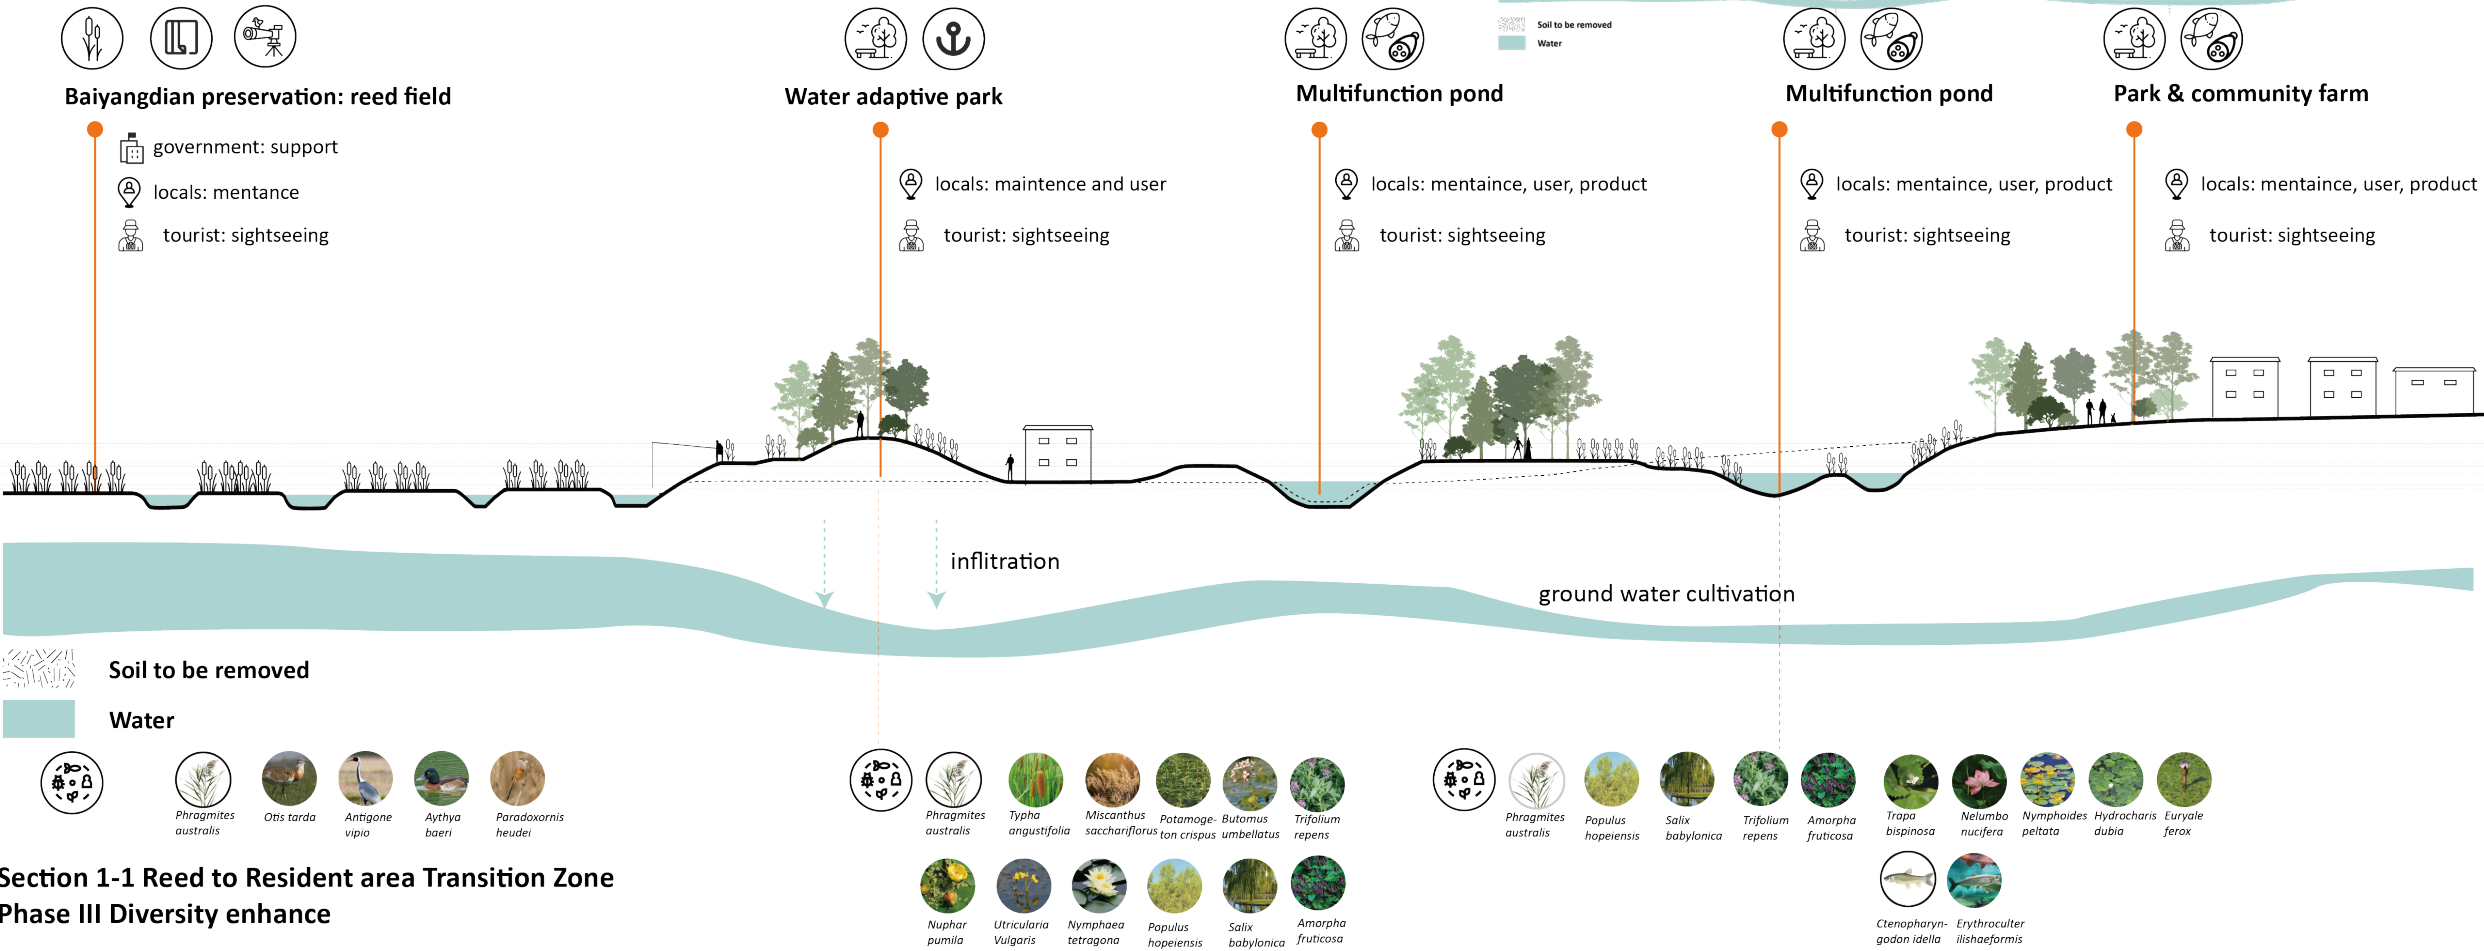 Soil to be removed
Water
Baiyangdian preservation: reed field
Water adaptive park
Multifunction pond
Multifunction pond
Park & community farm
government: support
locals: mentance
tourist: sightseeing
locals: maintence and user
tourist: sightseeing
locals: mentaince, user, product
tourist: sightseeing
locals: mentaince, user, product
tourist: sightseeing
locals: mentaince, user, product
tourist: sightseeing
inflitration
ground water cultivation
Soil to be removed
Water
Phragmites
australis
Otis tarda
Antigone
vipio
Aythya
baeri
Paradoxornis
heudei
Phragmites
australis
Typha
angustifolia
Miscanthus
sacchariflorus
Potamoge-
ton crispus
Butomus
umbellatus
Trifolium
repens
Nuphar
pumila
Utricularia
Vulgaris
Nymphaea
tetragona
Populus
hopeiensis
Salix
babylonica
Amorpha
fruticosa
Phragmites
australis
Populus
hopeiensis
Salix
babylonica
Trifolium
repens
Amorpha
fruticosa
Trapa
bispinosa
Nelumbo
nucifera
Nymphoides
peltata
Hydrocharis
dubia
Euryale
ferox
Ctenopharyn-
godon idella
Erythroculter
ilishaeformis
Section 1-1 Reed to Resident area Transition Zone
Phase III Diversity enhance